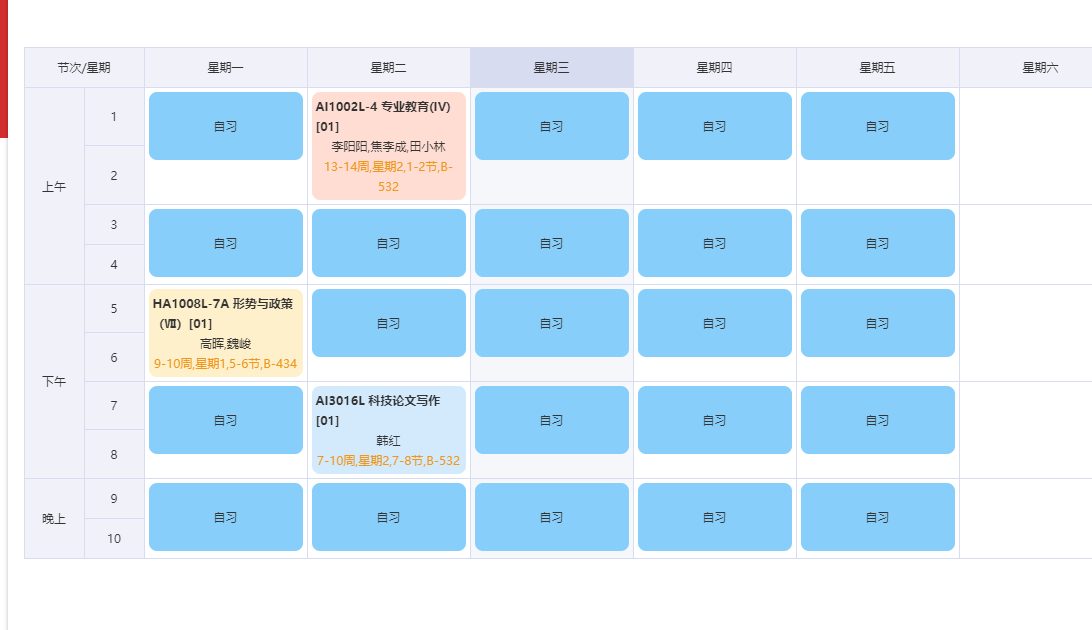 节次/星期 星期一 星期二 星期三 星期四 星期五 星期六
上午
1
自习
AI1002L-4 专业教育(IV)
[01]
李阳阳,焦李成,田小林
13-14周,星期2,1-2节,B-
532
自习
自习
自习
2
3
自习
自习
自习
自习
自习
4
下午
5
HA1008L-7A 形势与政策
（Ⅶ）[01]
高晖,魏峻
9-10周,星期1,5-6节,B-434
自习
自习
自习
自习
6
7
自习
AI3016L 科技论文写作
[01]
韩红
7-10周,星期2,7-8节,B-532
自习
自习
自习
8
晚上
9
自习
自习
自习
自习
自习
10